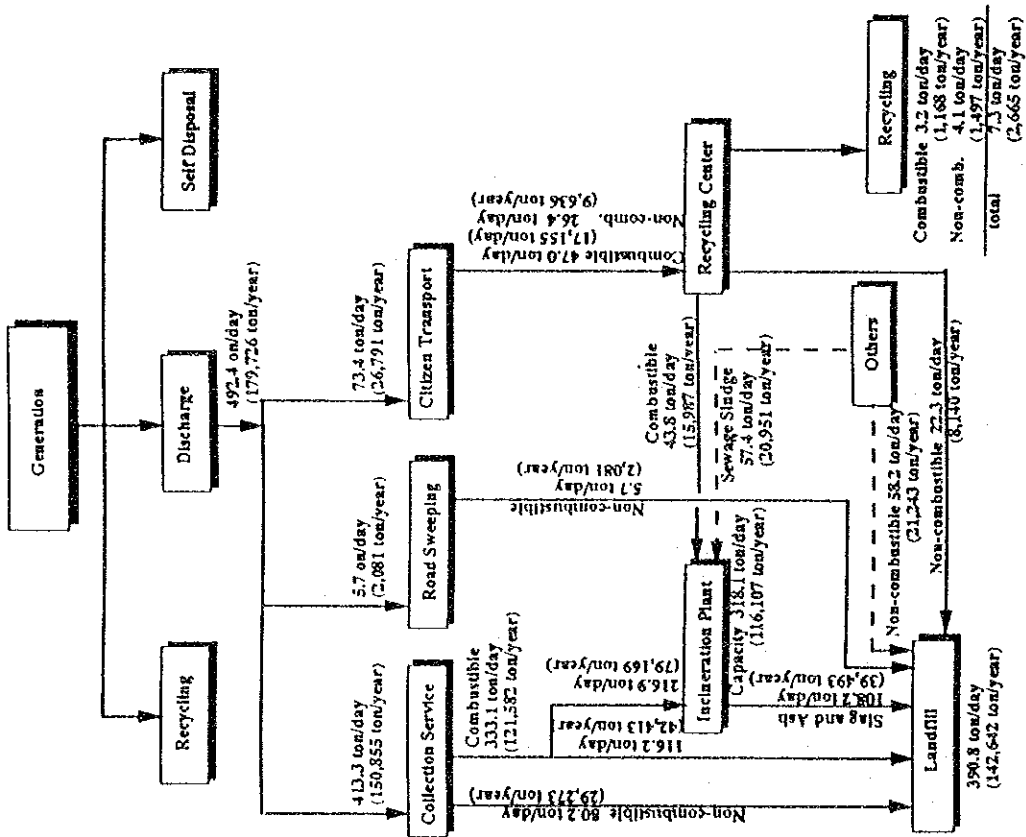 Generation
Recycling
Discharge
Self Disposal
492.4 on/day
(179,726 ton/year)
413.3 ton/day
(150,855 ton/year)
5.7 on/day
(2,081 ton/year)
73.4 ton/day
(26,791 ton/year)
Collection Service
Road Sweeping
Citizen Transport
Non-combustible 80.2 ton/day
(29,273 ton/year)
Combustible
333.1 ton/day
(121,582 ton/year)
116.2 ton/day
(42,413 ton/year)
216.9 ton/day
(79,169 ton/year)
Non-combustible
5.7 ton/day
(2,081 ton/year)
Combustible 47.0 ton/day
(17,155 ton/day)
Non-comb. 26.4 ton/day
(9,636 ton/year)
Incineration Plant
Capacity 318.1 ton/day
(116,107 ton/year)
Combustible
43.8 ton/day
(15,987 ton/year)
Sewage Sludge
57.4 ton/day
(20,951 ton/year)
Recycling Center
Slag and Ash
108.2 ton/day
(39,493 ton/year)
Others
Non-combustible 58.2 ton/day
(21,243 ton/year)
Non-combustible 22.3 ton/day
(8,140 ton/year)
Landfill
390.8 ton/day
(142,642 ton/year)
Recycling
Combustible 3.2 ton/day
(1,168 ton/year)
Non-comb. 4.1 ton/day
(1,497 ton/year)
total 7.3 ton/day
(2,665 ton/year)